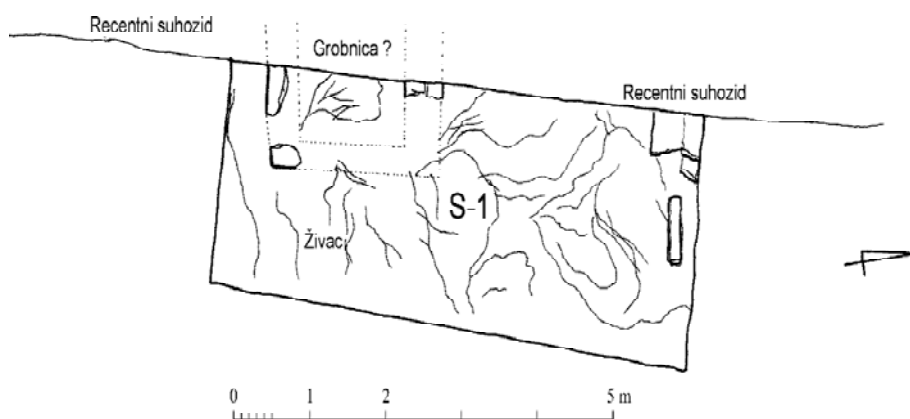 Recentni suhozid
Grobnica ?
Recentni suhozid
S-1
Živac
0 1 2 5 m